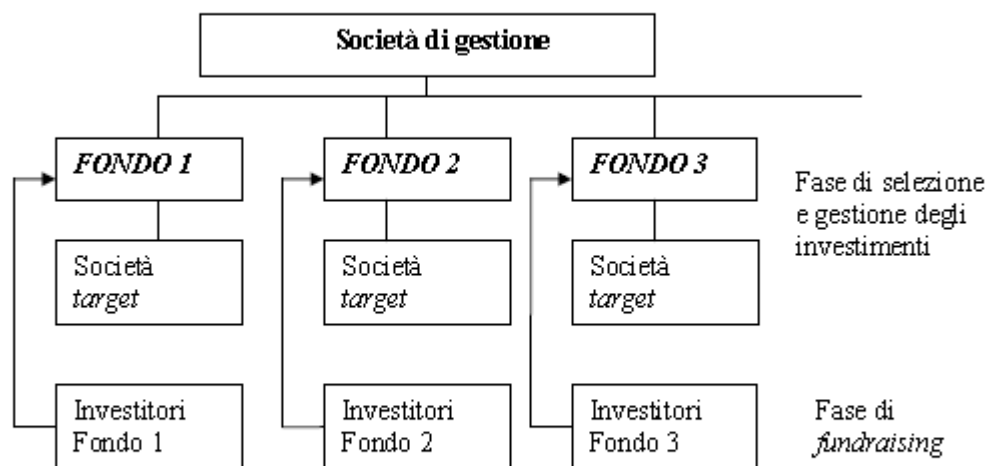 Società di gestione
FONDO 1
FONDO 2
FONDO 3
Fase di selezione
e gestione degli
investimenti
Società
target
Società
target
Società
target
Investitori
Fondo 1
Investitori
Fondo 2
Investitori
Fondo 3
Fase di
fundraising